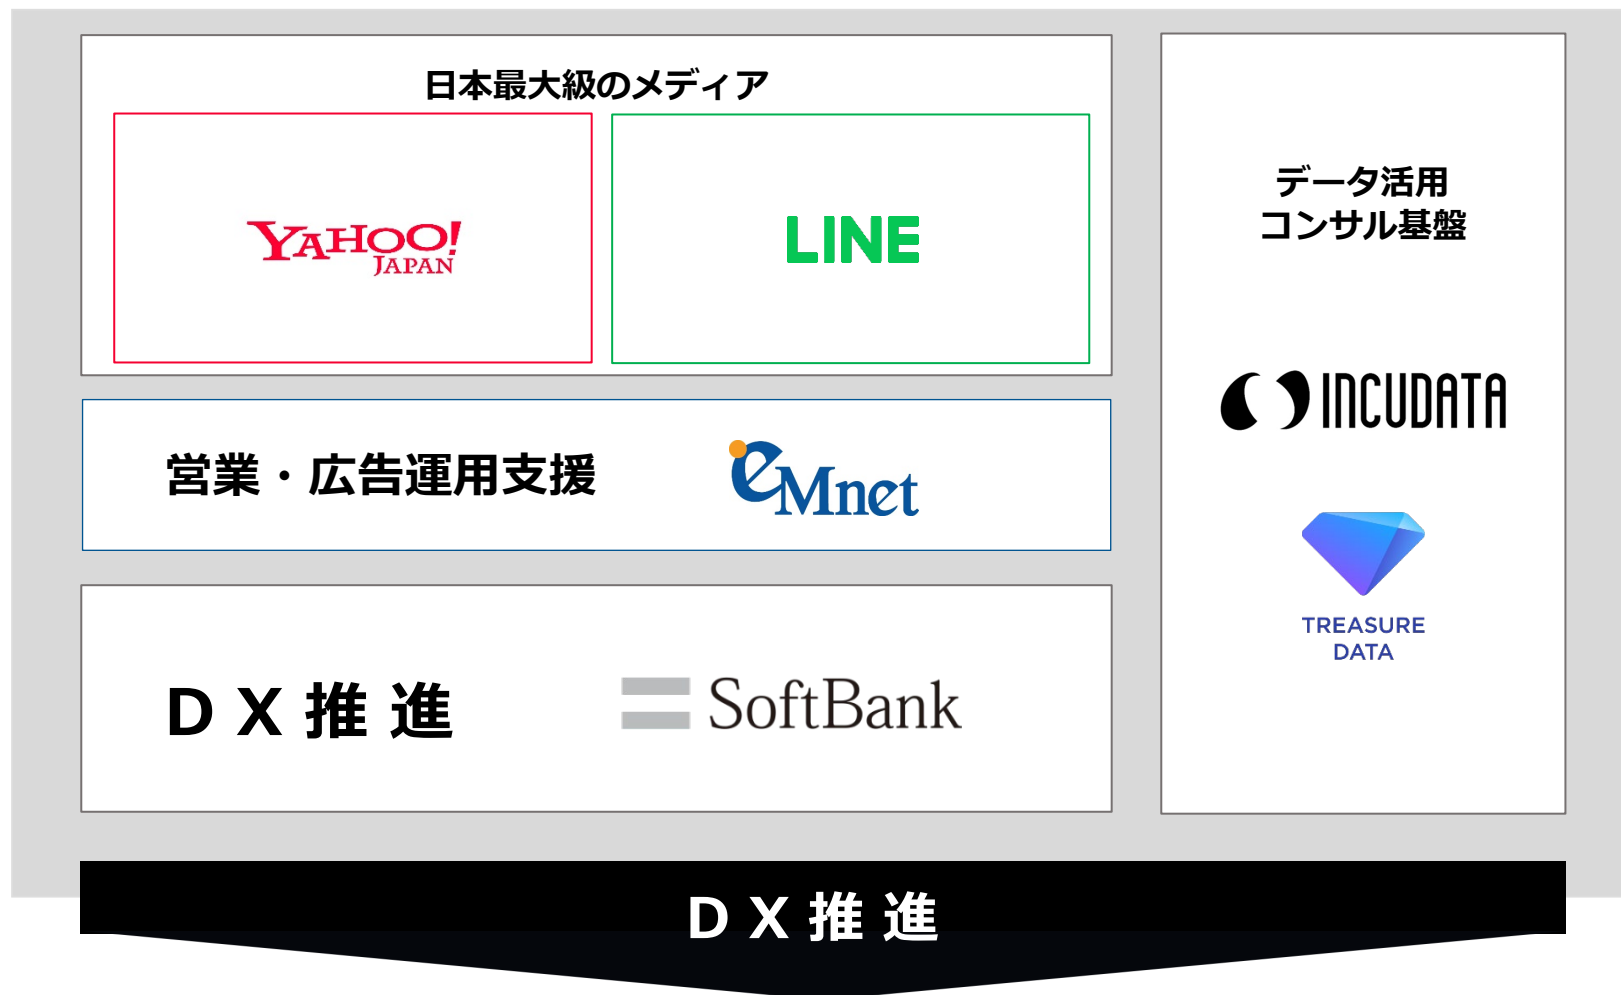 日本最大級のメディア
YAHOO!
JAPAN
LINE
営業・広告運用支援
eMnet
DX推進
SoftBank
データ活用
コンサル基盤
INCUDATA
TREASURE
DATA
DX推進